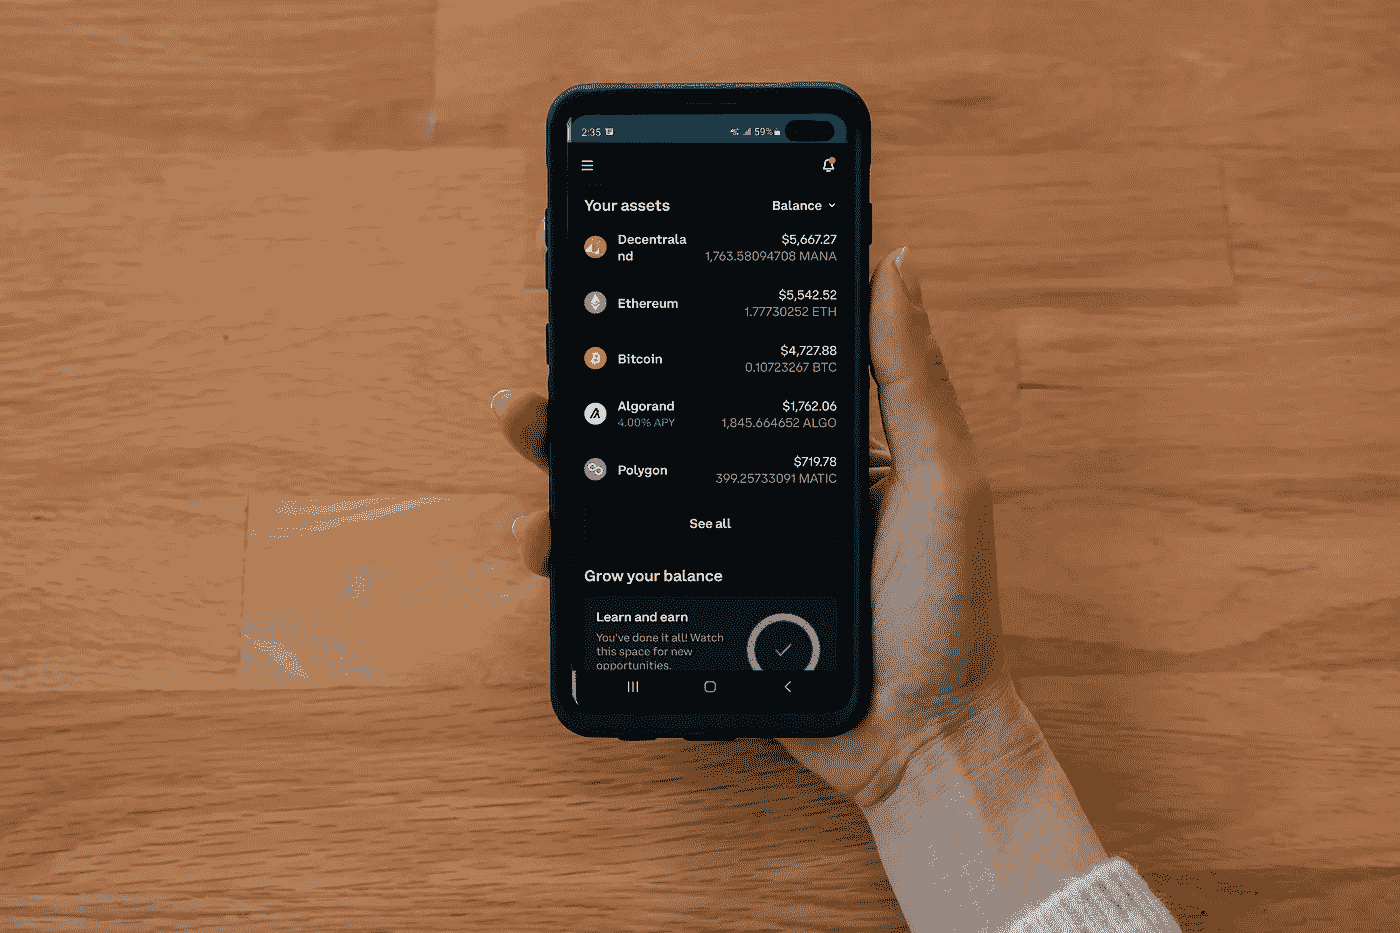 2:35
59%
Your assets
Balance
Decentrala
nd
$5,667.27
1,763.58094708 MANA
Ethereum
$5,542.52
1.77730252 ETH
Bitcoin
$4,727.88
0.10723267 BTC
Algorand
4.00% APY
$1,762.06
1,845.664652 ALGO
Polygon
$719.78
399.25733091 MATIC
See all
Grow your balance
Learn and earn
You've done it all! Watch
this space for new
opportunities.